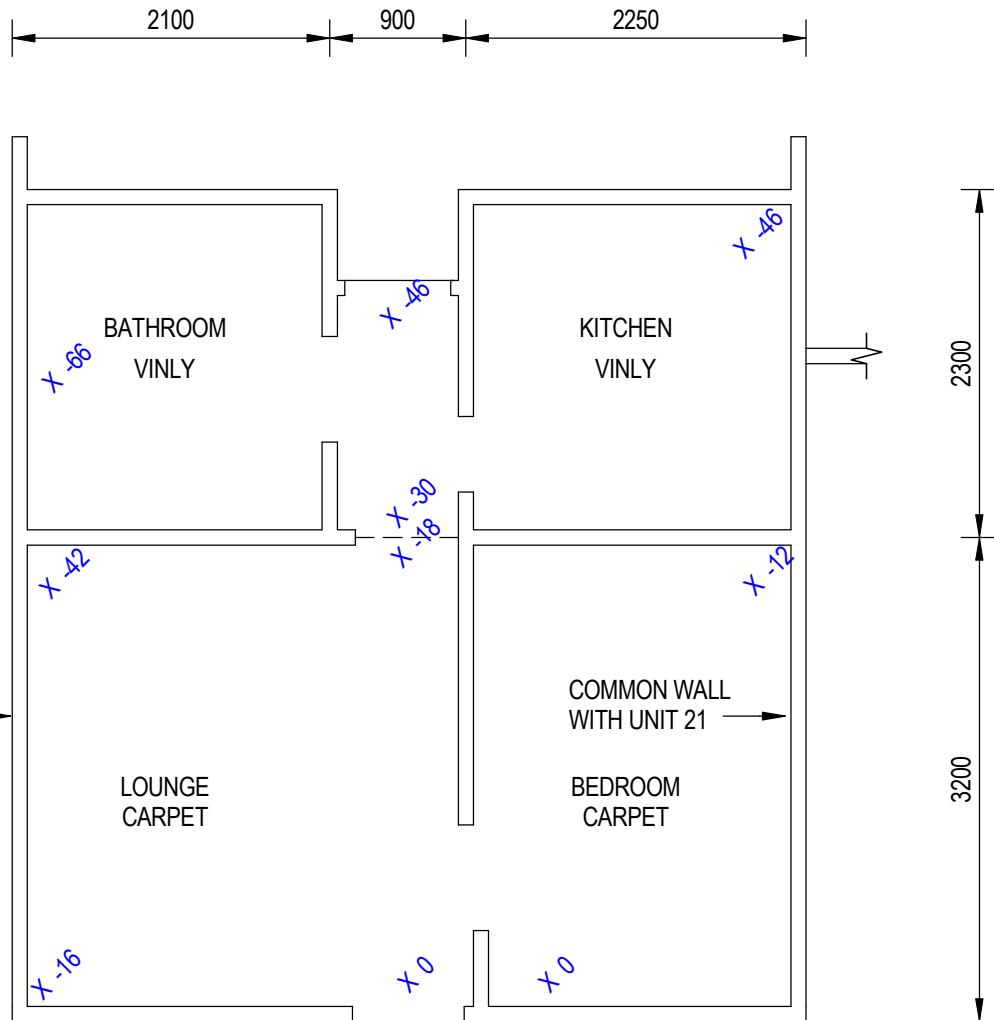 2100
900
2250
X -46
X -46
BATHROOM
VINLY
KITCHEN
VINLY
X -66
2300
X -30
X -18
X -42
X -12
COMMON WALL
WITH UNIT 21
LOUNGE
CARPET
BEDROOM
CARPET
3200
X -16
X 0
X 0